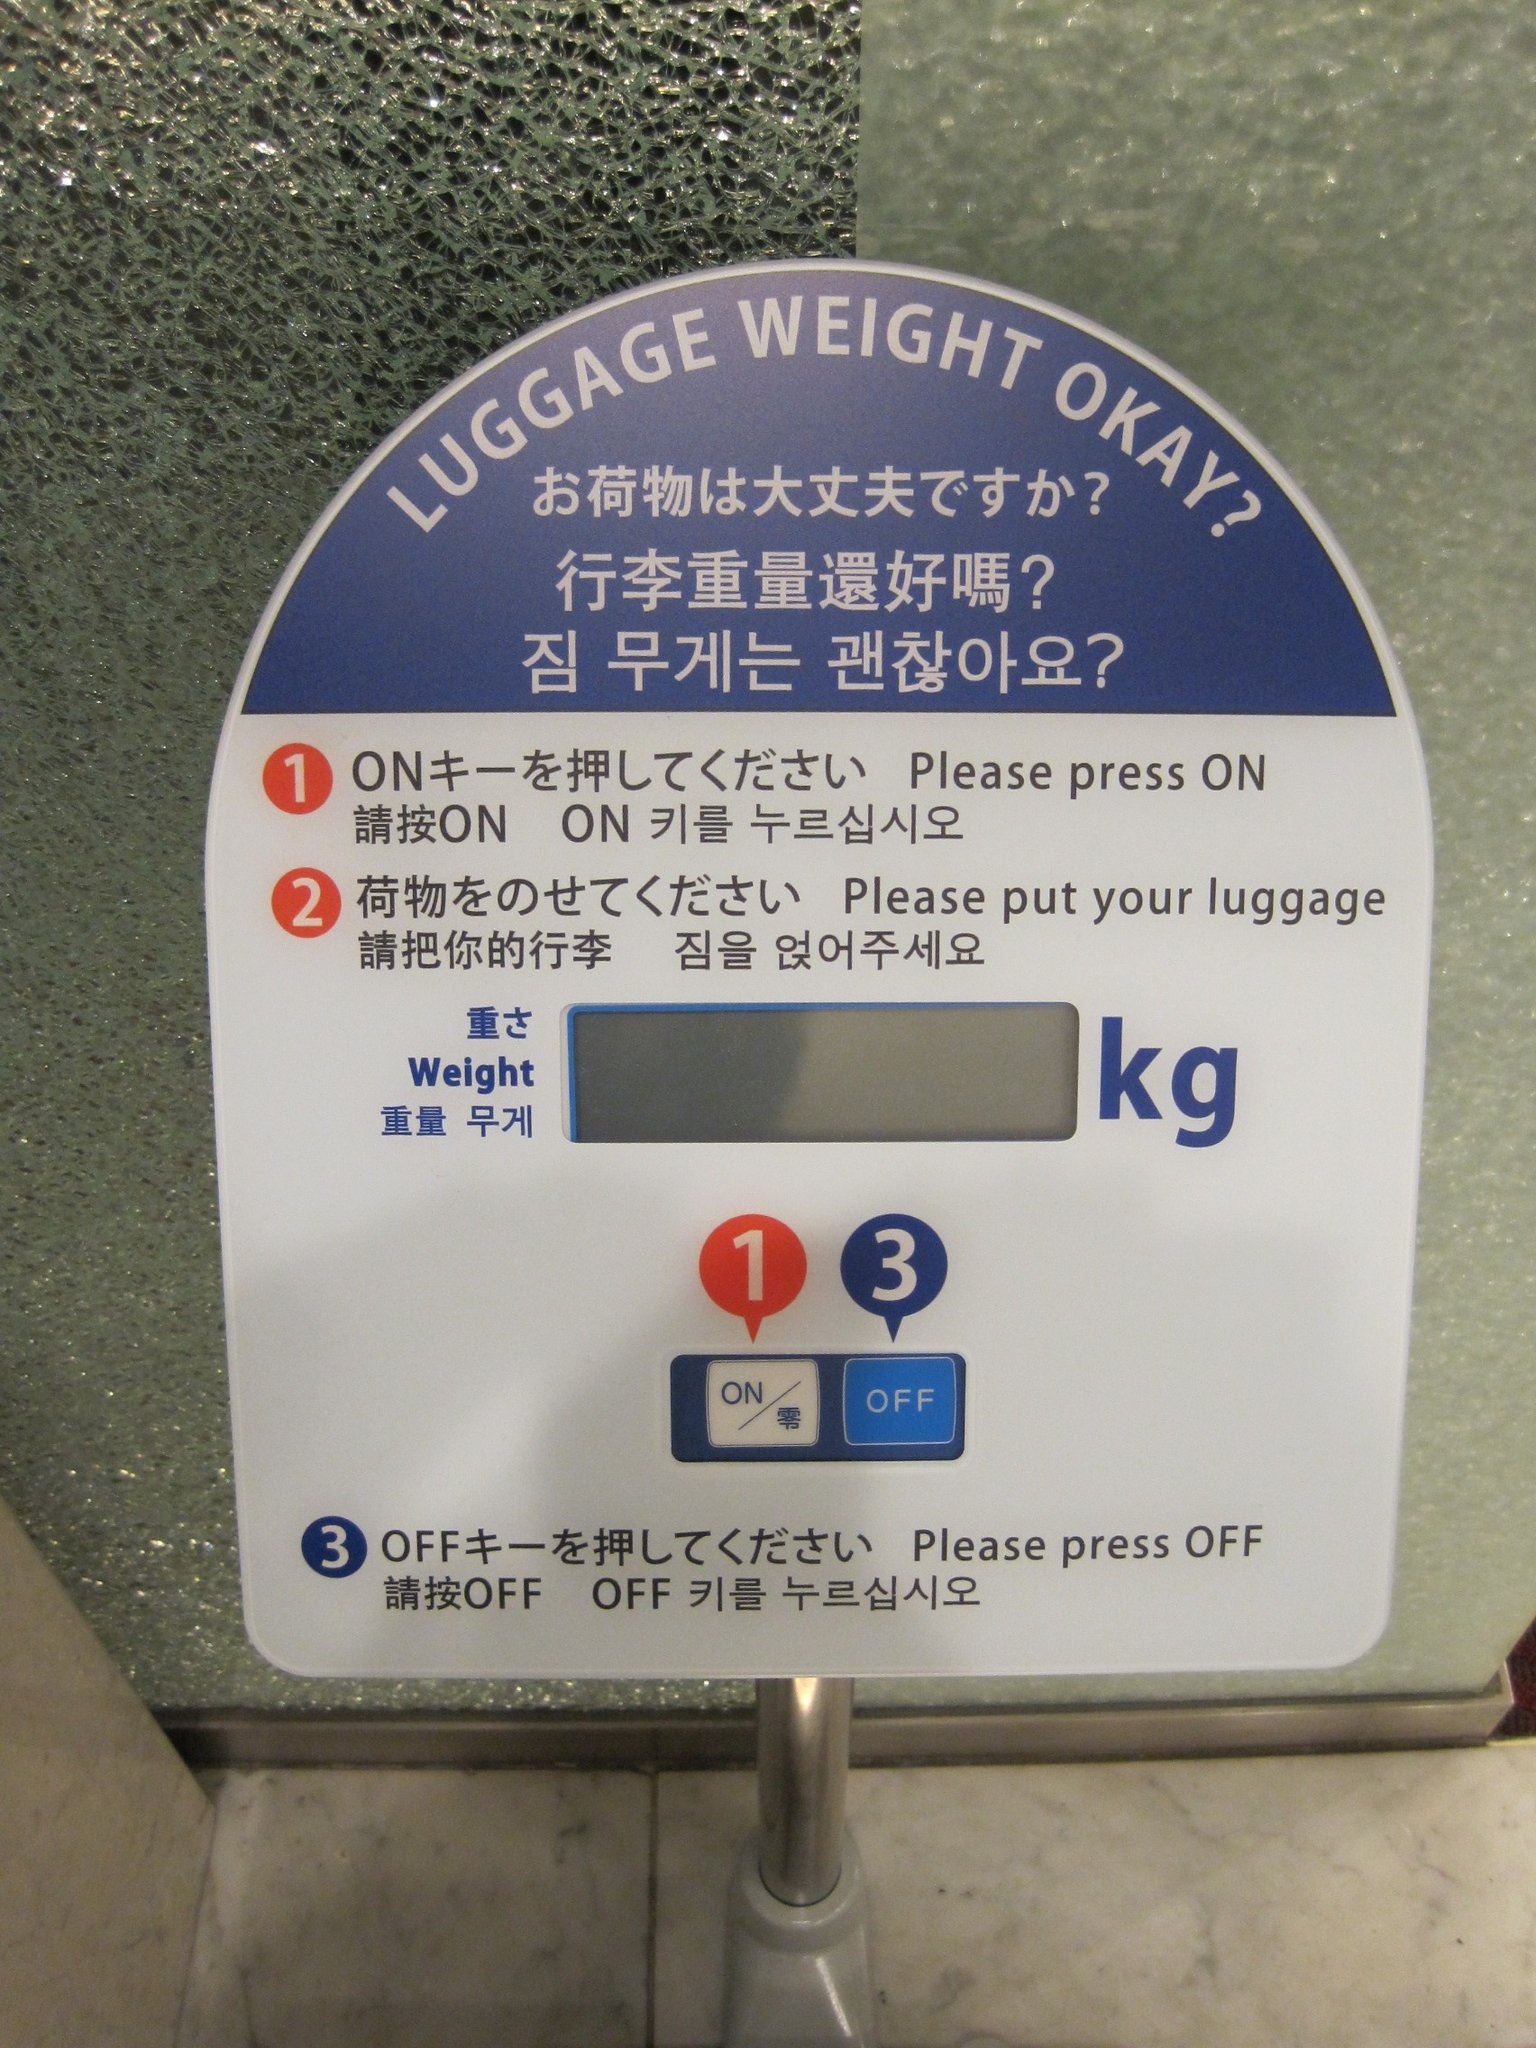 LUGGAGE WEIGHT OKAY?
お荷物は大丈夫ですか?
行李重量還好嗎?
짐 무게는 괜찮아요?
1 ONキーを押してください Please press ON
請按ON ON 키를 누르십시오
2 荷物をのせてください Please put your luggage
請把你的行李 짐을 얹어주세요
重さ
Weight
重量 무게
kg
1 3
ON/零 OFF
3 OFFキーを押してください Please press OFF
請按OFF OFF 키를 누르십시오